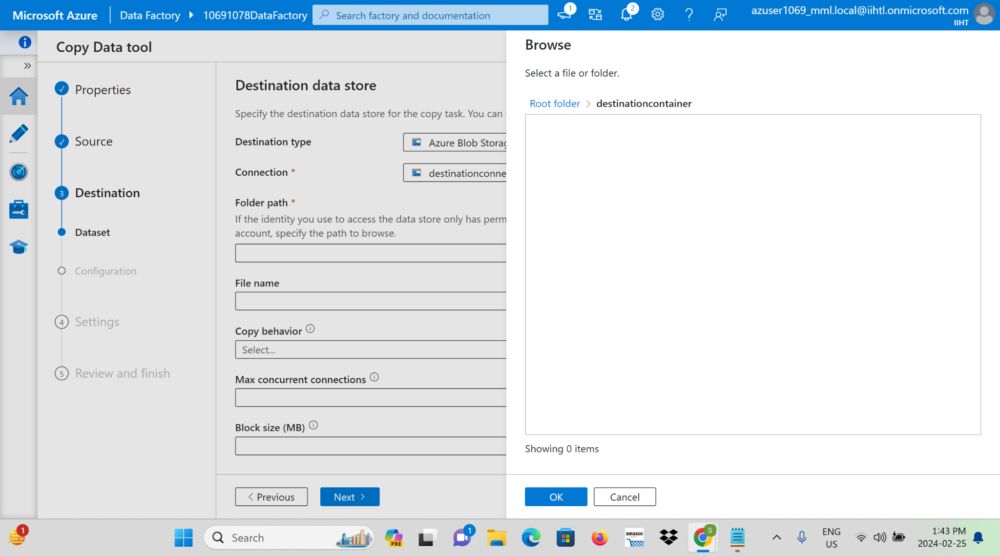 Microsoft Azure
Data Factory
10691078DataFactory
Search factory and documentation
1
2
azuser1069_mml.local@iihtl.onmicrosoft.com
IIHT
Copy Data tool
Properties
Source
3 Destination
Dataset
Configuration
4 Settings
5 Review and finish
Destination data store
Specify the destination data store for the copy task. You can
Destination type
Azure Blob Storag
Connection *
destinationconne
Folder path *
If the identity you use to access the data store only has perm
account, specify the path to browse.
File name
Copy behavior
Select...
Max concurrent connections
Block size (MB)
< Previous
Next >
Browse
Select a file or folder.
Root folder > destinationcontainer
Showing 0 items
OK
Cancel
1
Search
PRE
1
amazon
S
ENG
US
1:43 PM
2024-02-25